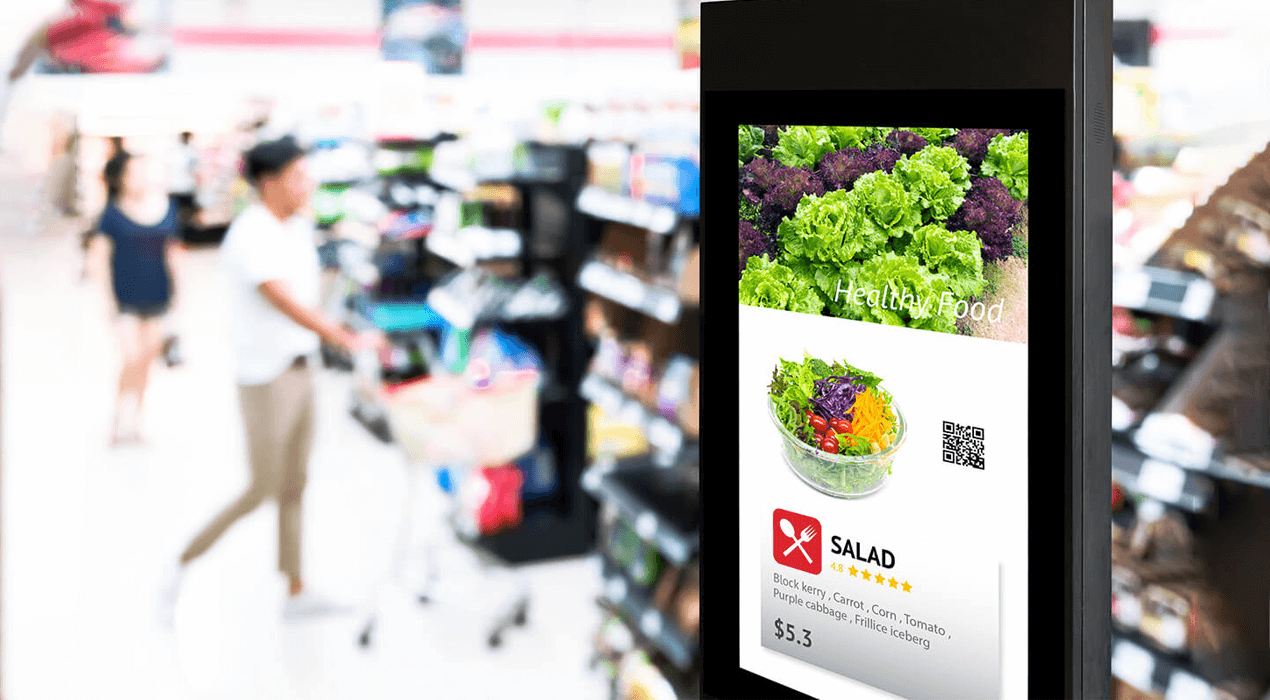 Healthy Food
SALAD
4.8
Block kerry , Carrot , Corn , Tomato ,
Purple cabbage , Frillice iceberg
$5.3